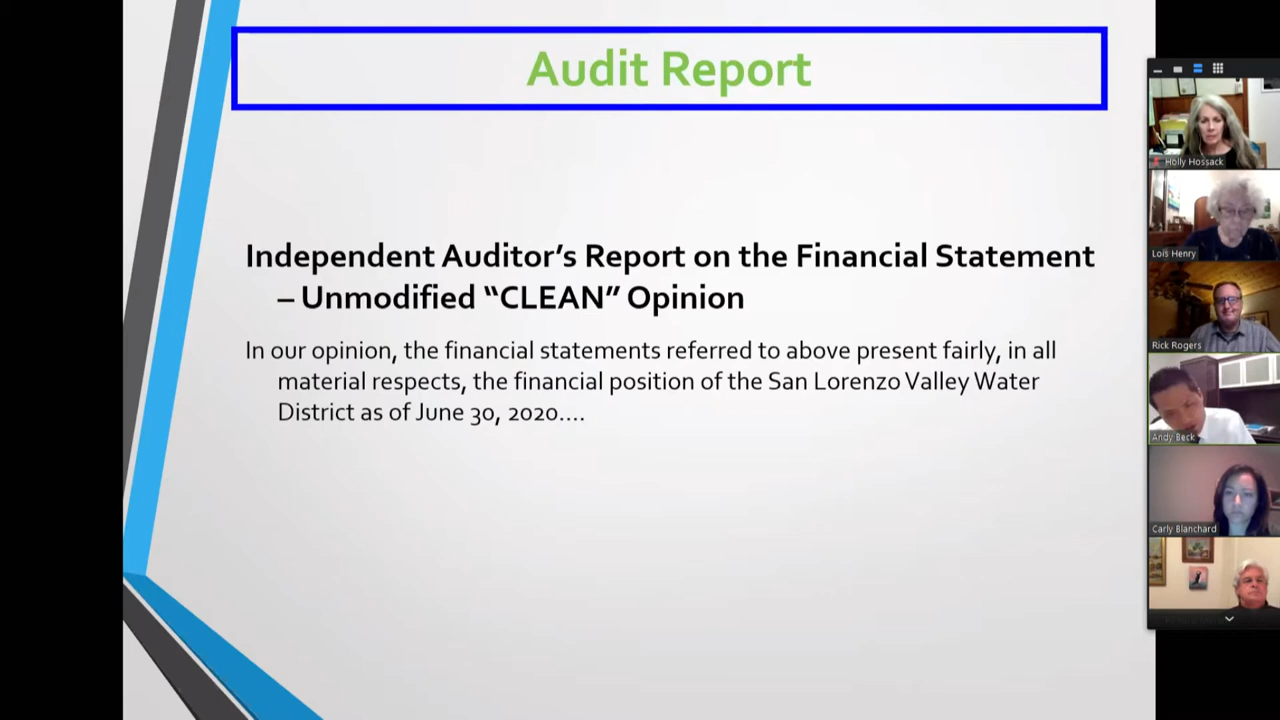 Audit Report
Independent Auditor’s Report on the Financial Statement
– Unmodified “CLEAN” Opinion
In our opinion, the financial statements referred to above present fairly, in all
material respects, the financial position of the San Lorenzo Valley Water
District as of June 30, 2020....
Holly Hossack
Lois Henry
Rick Rogers
Andy Beck
Carly Blanchard